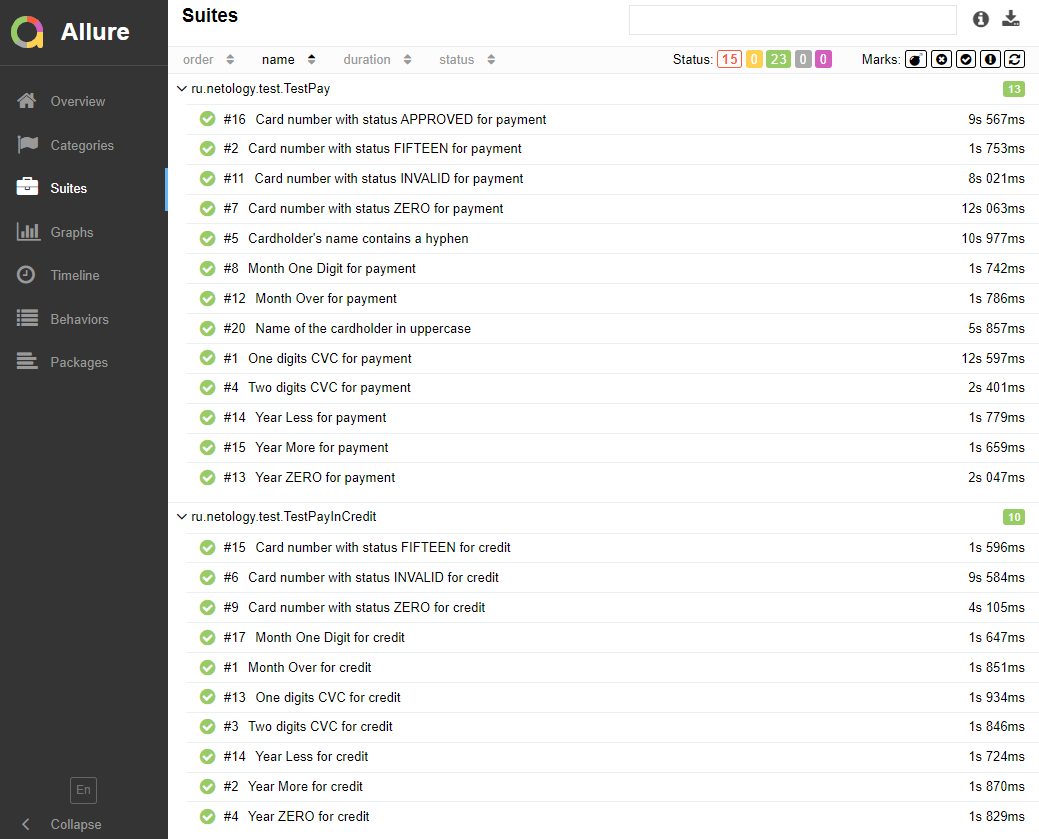 Allure
Overview
Categories
Suites
Graphs
Timeline
Behaviors
Packages
En
Collapse
Suites
order name duration status Status: 15 0 23 0 0 Marks:
ru.netology.test.TestPay 13
#16 Card number with status APPROVED for payment 9s 567ms
#2 Card number with status FIFTEEN for payment 1s 753ms
#11 Card number with status INVALID for payment 8s 021ms
#7 Card number with status ZERO for payment 12s 063ms
#5 Cardholder's name contains a hyphen 10s 977ms
#8 Month One Digit for payment 1s 742ms
#12 Month Over for payment 1s 786ms
#20 Name of the cardholder in uppercase 5s 857ms
#1 One digits CVC for payment 12s 597ms
#4 Two digits CVC for payment 2s 401ms
#14 Year Less for payment 1s 779ms
#15 Year More for payment 1s 659ms
#13 Year ZERO for payment 2s 047ms
ru.netology.test.TestPayInCredit 10
#15 Card number with status FIFTEEN for credit 1s 596ms
#6 Card number with status INVALID for credit 9s 584ms
#9 Card number with status ZERO for credit 4s 105ms
#17 Month One Digit for credit 1s 647ms
#1 Month Over for credit 1s 851ms
#13 One digits CVC for credit 1s 934ms
#3 Two digits CVC for credit 1s 846ms
#14 Year Less for credit 1s 724ms
#2 Year More for credit 1s 870ms
#4 Year ZERO for credit 1s 829ms